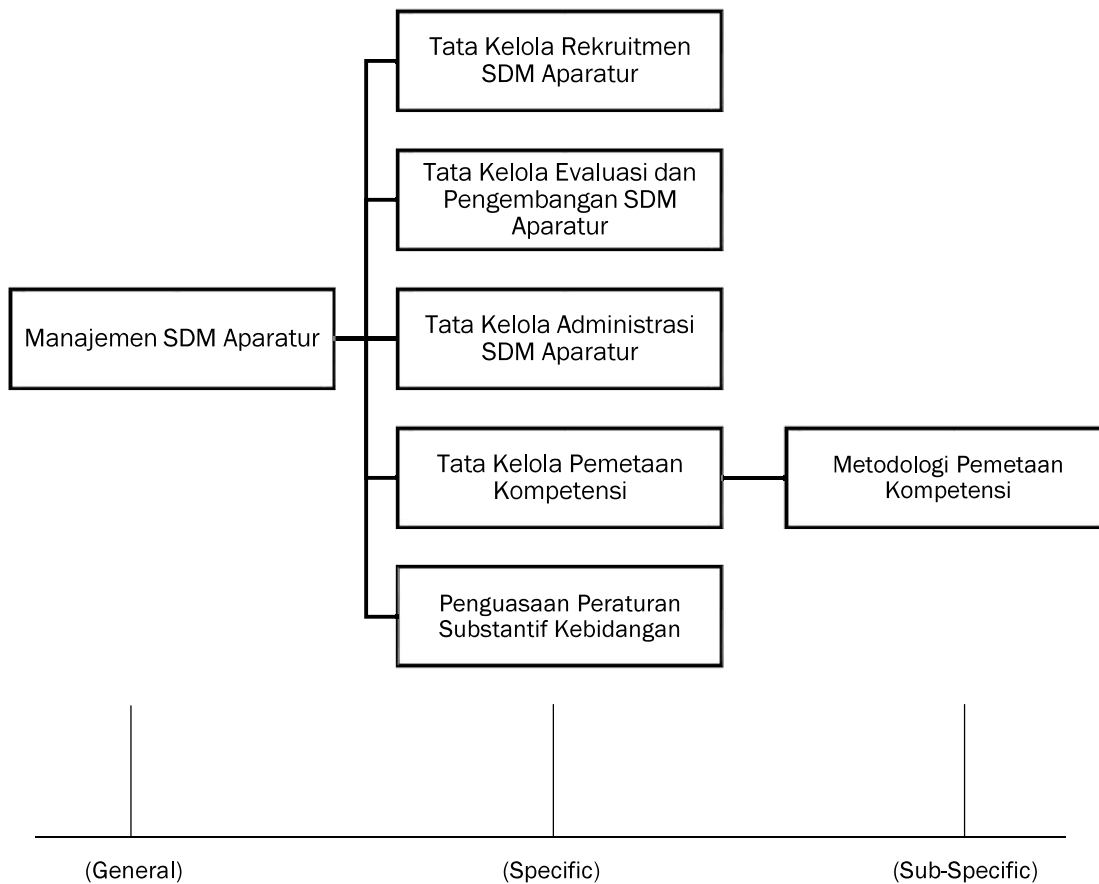 Tata Kelola Rekruitmen
SDM Aparatur
Tata Kelola Evaluasi dan
Pengembangan SDM
Aparatur
Manajemen SDM Aparatur
Tata Kelola Administrasi
SDM Aparatur
Tata Kelola Pemetaan
Kompetensi
Metodologi Pemetaan
Kompetensi
Penguasaan Peraturan
Substantif Kebidangan
(General)
(Specific)
(Sub-Specific)